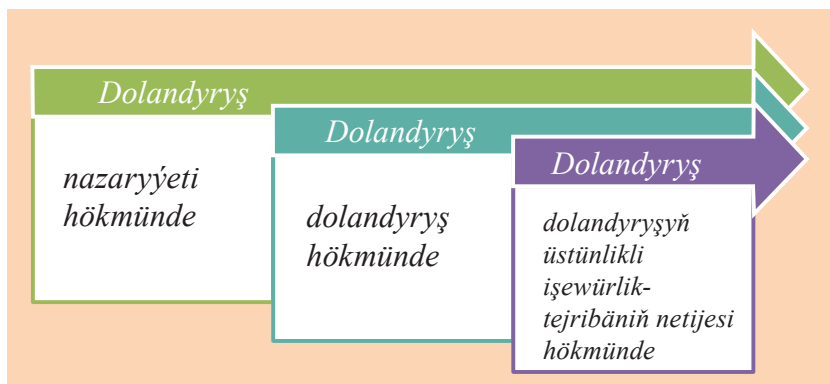 Dolandyryş
nazaryýeti
hökmünde
Dolandyryş
dolandyryş
hökmünde
Dolandyryş
dolandyryşyň
üstünlikli
işewürlik-
tejribäniň netijesi
hökmünde